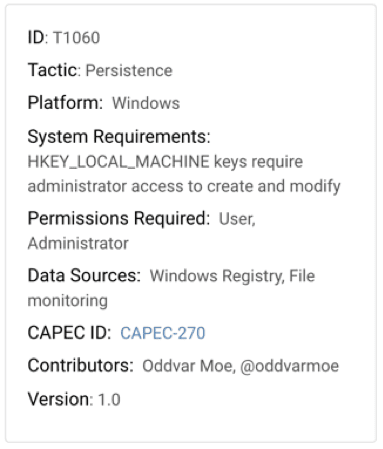 ID: T1060
Tactic: Persistence
Platform: Windows
System Requirements:
HKEY_LOCAL_MACHINE keys require
administrator access to create and modify
Permissions Required: User,
Administrator
Data Sources: Windows Registry, File
monitoring
CAPEC ID: CAPEC-270
Contributors: Oddvar Moe, @oddvarmoe
Version: 1.0